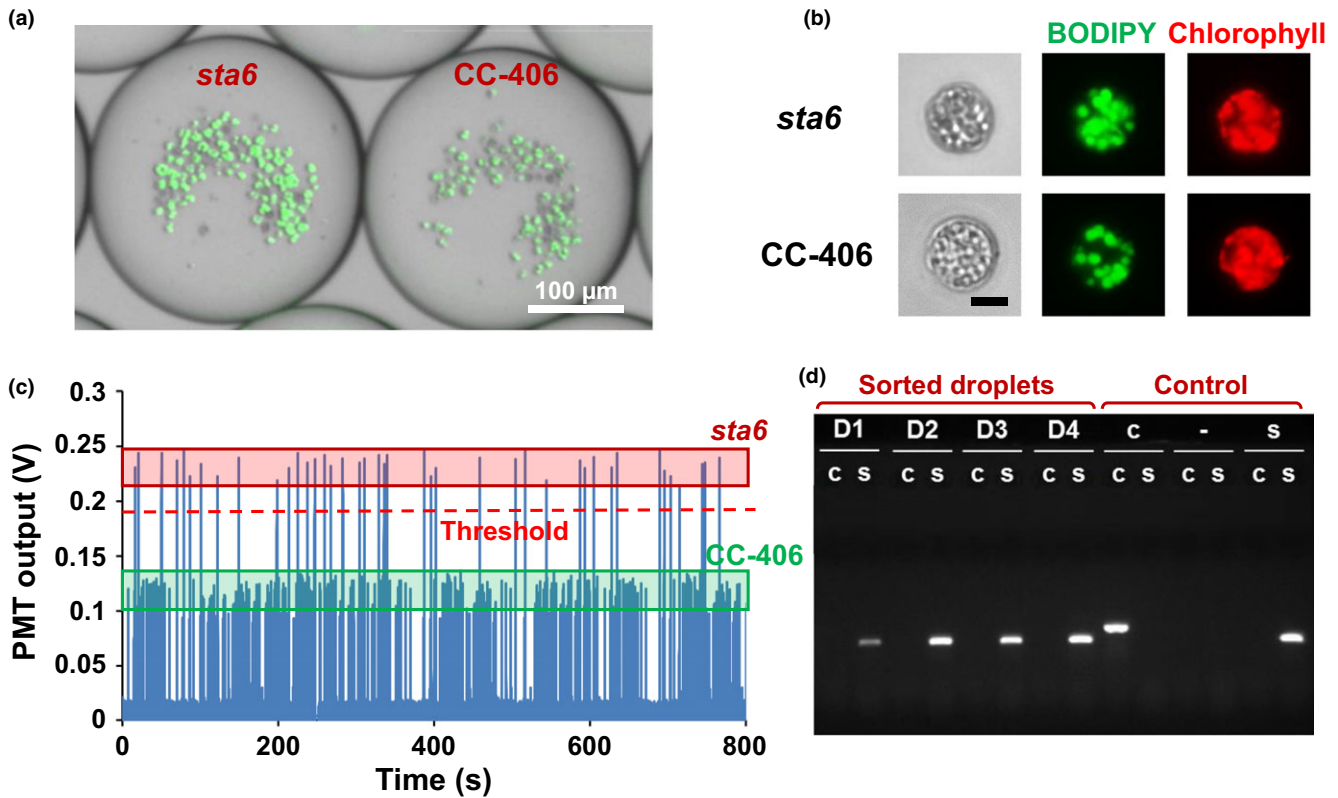 (a)
sta6
CC-406
100 µm
(b)
BODIPY
Chlorophyll
sta6
CC-406
(c)
PMT output (V)
0.3
0.25
0.2
0.15
0.1
0.05
0
sta6
Threshold
CC-406
0
200
400
600
800
Time (s)
(d)
Sorted droplets
Control
D1 D2 D3 D4 c - s
c s c s c s c s c s c s c s